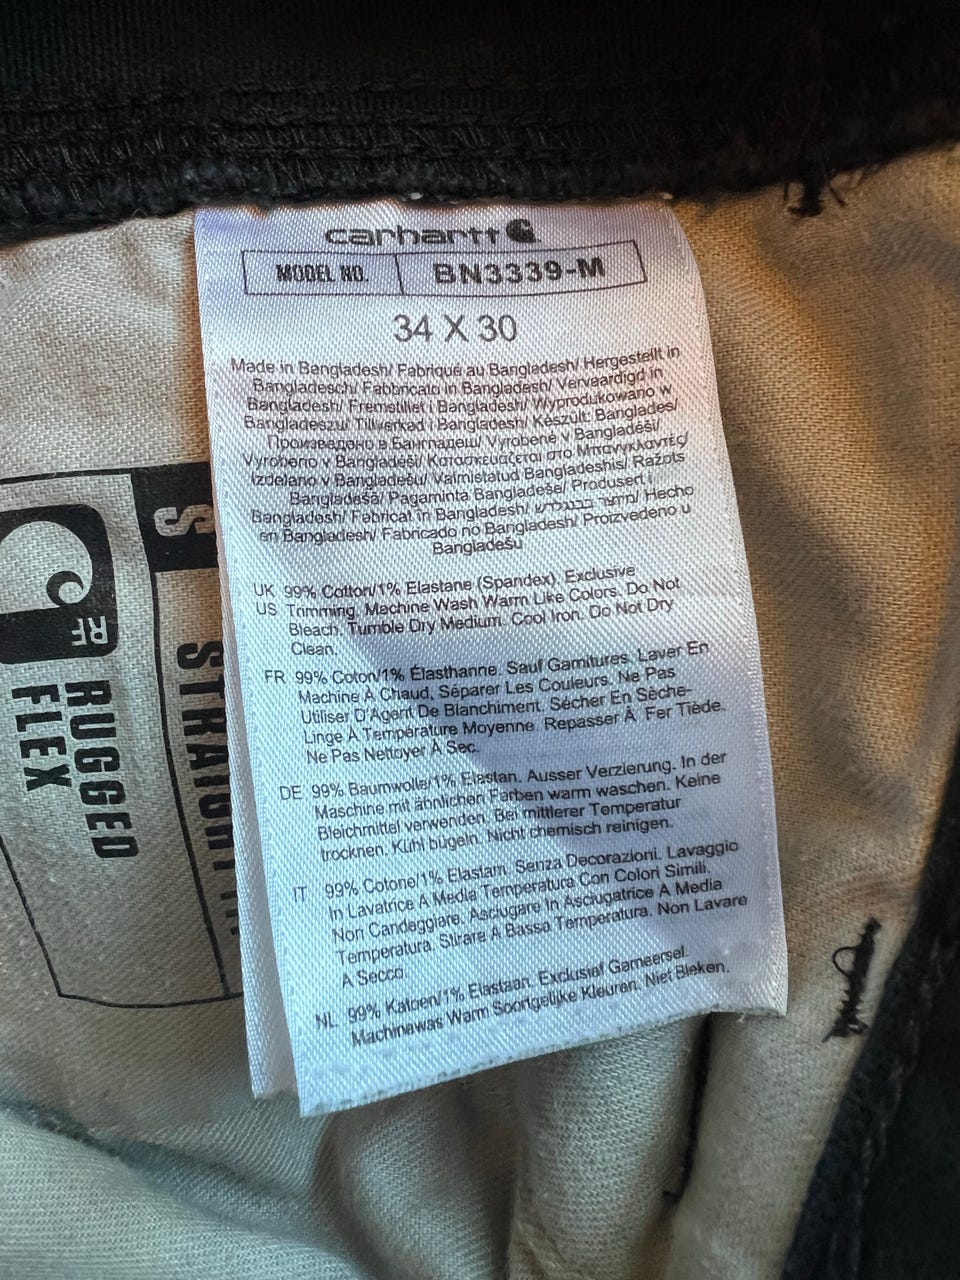 carhartt
MODEL NO. BN3339-M
34 X 30
Made in Bangladesh/ Fabriqué au Bangladesh/ Hergestellt in
Bangladesch/ Fabbricato in Bangladesh/ Vervaardigd in
Bangladesh/ Fremstillet i Bangladesh/ Wyprodukowano w
Bangladeszu/ Tillverkad i Bangladesh/ Készült: Banglades/
Произведено в Бангладеш/ Vyrobené v Bangladéši/
Vyrobeno v Bangladéši/ Κατασκευάζεται στο Μπανγκλαντές/
Izdelano v Bangladešu/ Valmistatud Bangladeshis/ Ražots
Bangladešā/ Pagaminta Bangladeše/ Produsert i
Bangladesh/ Fabricat în Bangladesh/ תוצר בנגלדש/ Hecho
en Bangladesh/ Fabricado no Bangladesh/ Proizvedeno u
Bangladešu
UK 99% Cotton/1% Elastane (Spandex). Exclusive
US Trimming. Machine Wash Warm Like Colors. Do Not
Bleach. Tumble Dry Medium. Cool Iron. Do Not Dry
Clean.
FR 99% Coton/1% Élasthanne. Sauf Garnitures. Laver En
Machine À Chaud, Séparer Les Couleurs. Ne Pas
Utiliser D'Agent De Blanchiment. Sécher En Sèche-
Linge À Température Moyenne. Repasser À Fer Tiède.
Ne Pas Nettoyer À Sec.
DE 99% Baumwolle/1% Elastan. Ausser Verzierung. In der
Maschine mit ähnlichen Farben warm waschen. Keine
Bleichmittel verwenden. Bei mittlerer Temperatur
trocknen. Kühl bügeln. Nicht chemisch reinigen.
IT 99% Cotone/1% Elastam. Senza Decorazioni. Lavaggio
In Lavatrice A Media Temperatura Con Colori Simili.
Non Candeggiare. Asciugare In Asciugatrice A Media
Temperatura. Stirare A Bassa Temperatura. Non Lavare
A Secco.
NL 99% Katoen/1% Elastaan. Exclusief Garneersel.
Machinewas Warm Soortgelijke Kleuren. Niet Bleken.
S
STRAIGHT
RF
RUGGED
FLEX